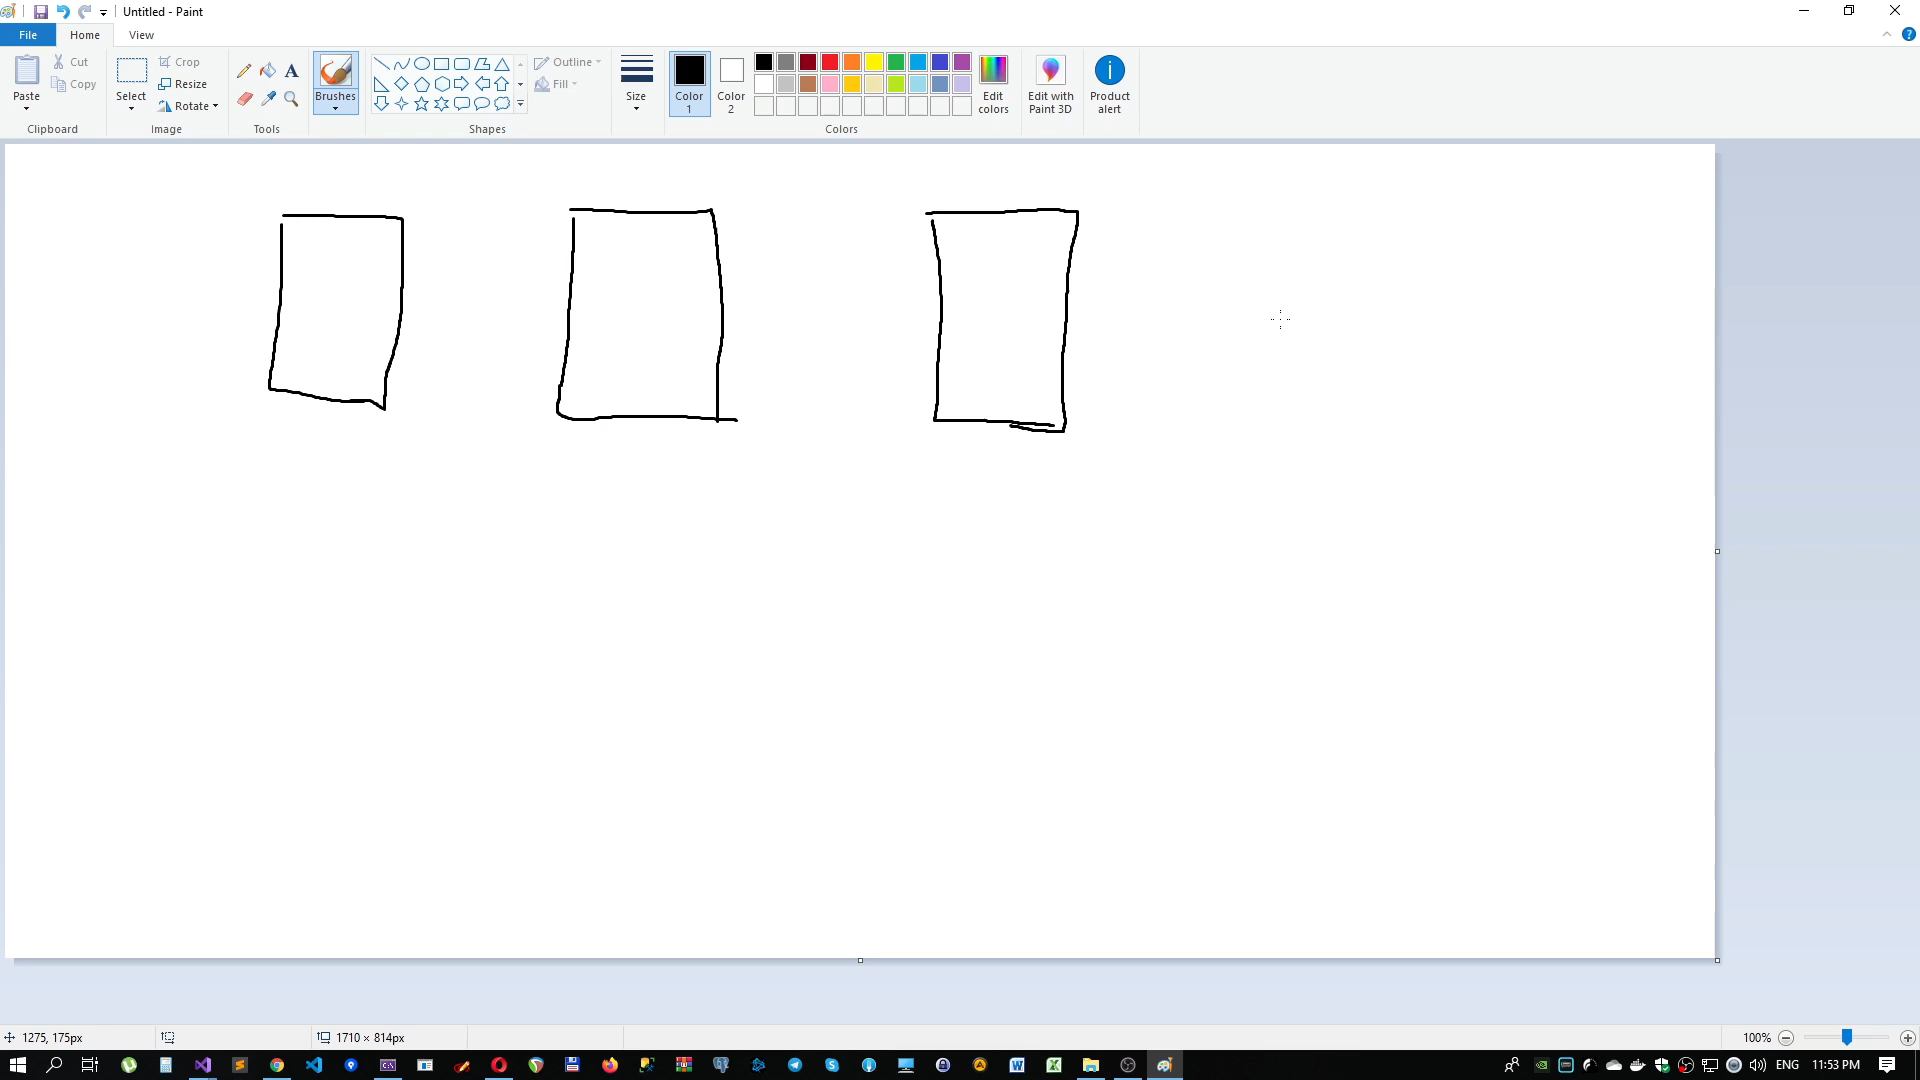 Untitled - Paint
File Home View
Paste Cut Copy Clipboard
Select Crop Resize Rotate Image
Tools
Brushes
Outline Fill Shapes
Size
Color 1
Color 2
Edit colors
Edit with Paint 3D
Product alert
Colors
1275, 175px
1710 × 814px
100%
ENG 11:53 PM